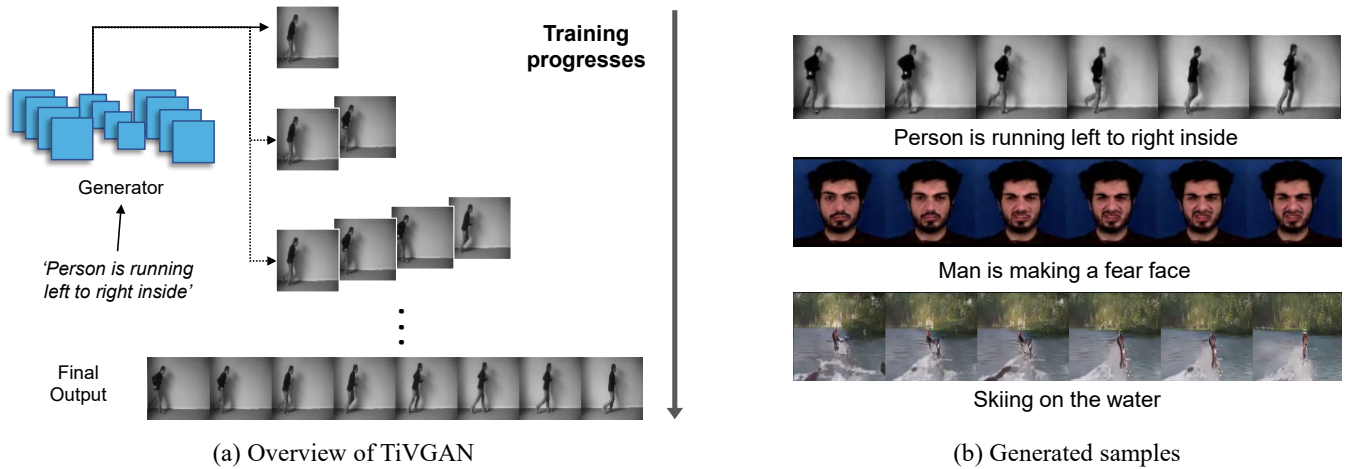 Training
progresses
Generator
‘Person is running
left to right inside’
Final
Output
(a) Overview of TiVGAN
Person is running left to right inside
Man is making a fear face
Skiing on the water
(b) Generated samples